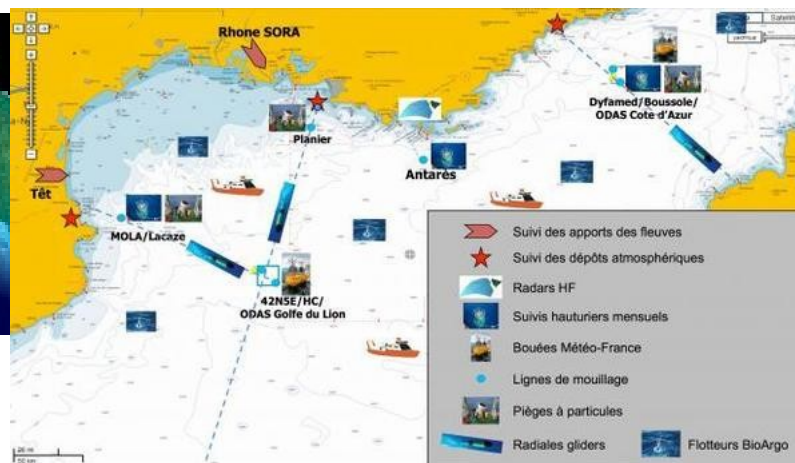 Rhone SORA
Dyfamed/Boussole/
ODAS Cote d'Azur
Planier
Antarès
Têt
MOLA/Lacaze
42N5E/HC/
ODAS Golfe du Lion
Suivi des apports des fleuves
Suivi des dépôts atmosphériques
Radars HF
Suivis hauturiers mensuels
Bouées Météo-France
Lignes de mouillage
Pièges à particules
Radiales gliders
Flotteurs BioArgo